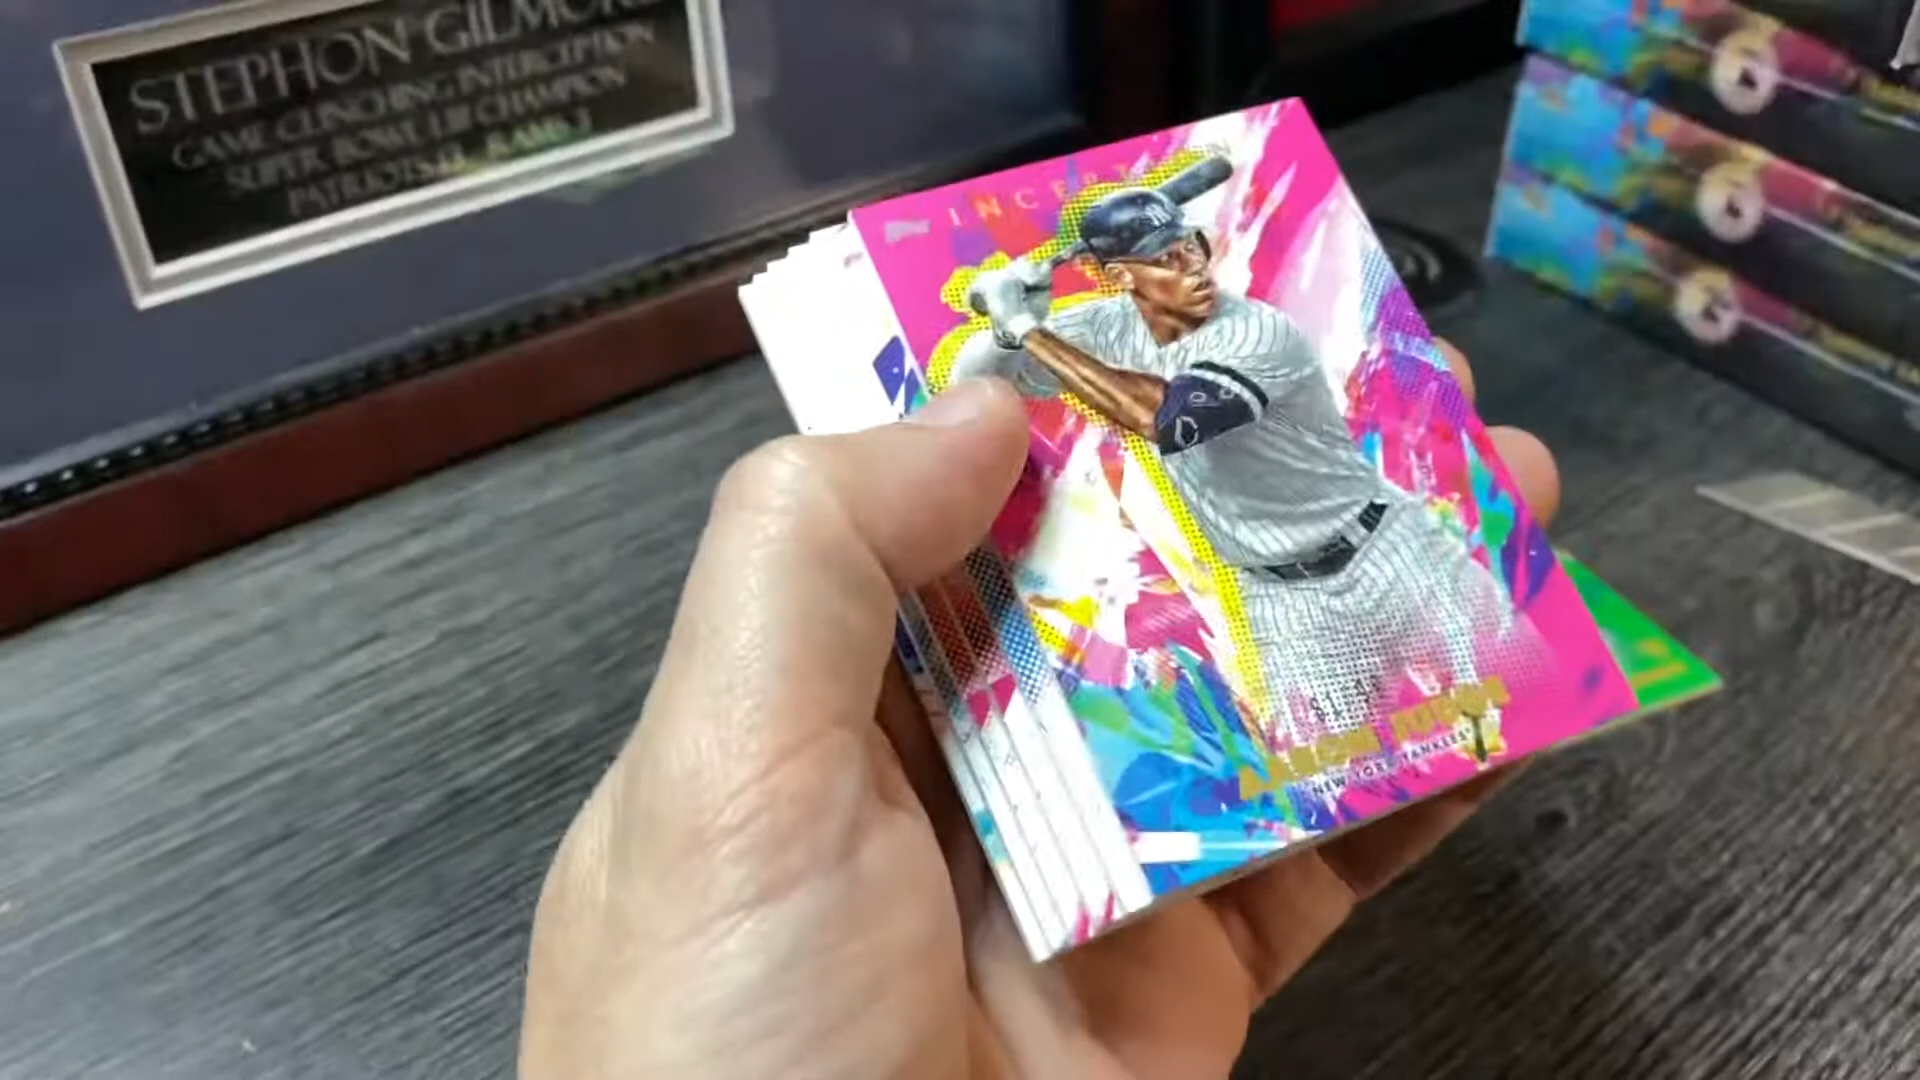 STEPHON GILMORE
GAME CLINCHING INTERCEPTION
SUPER BOWL LIII CHAMPION
PATRIOTS 13, RAMS 3
INCEPTION
AARON JUDGE
NEW YORK YANKEES